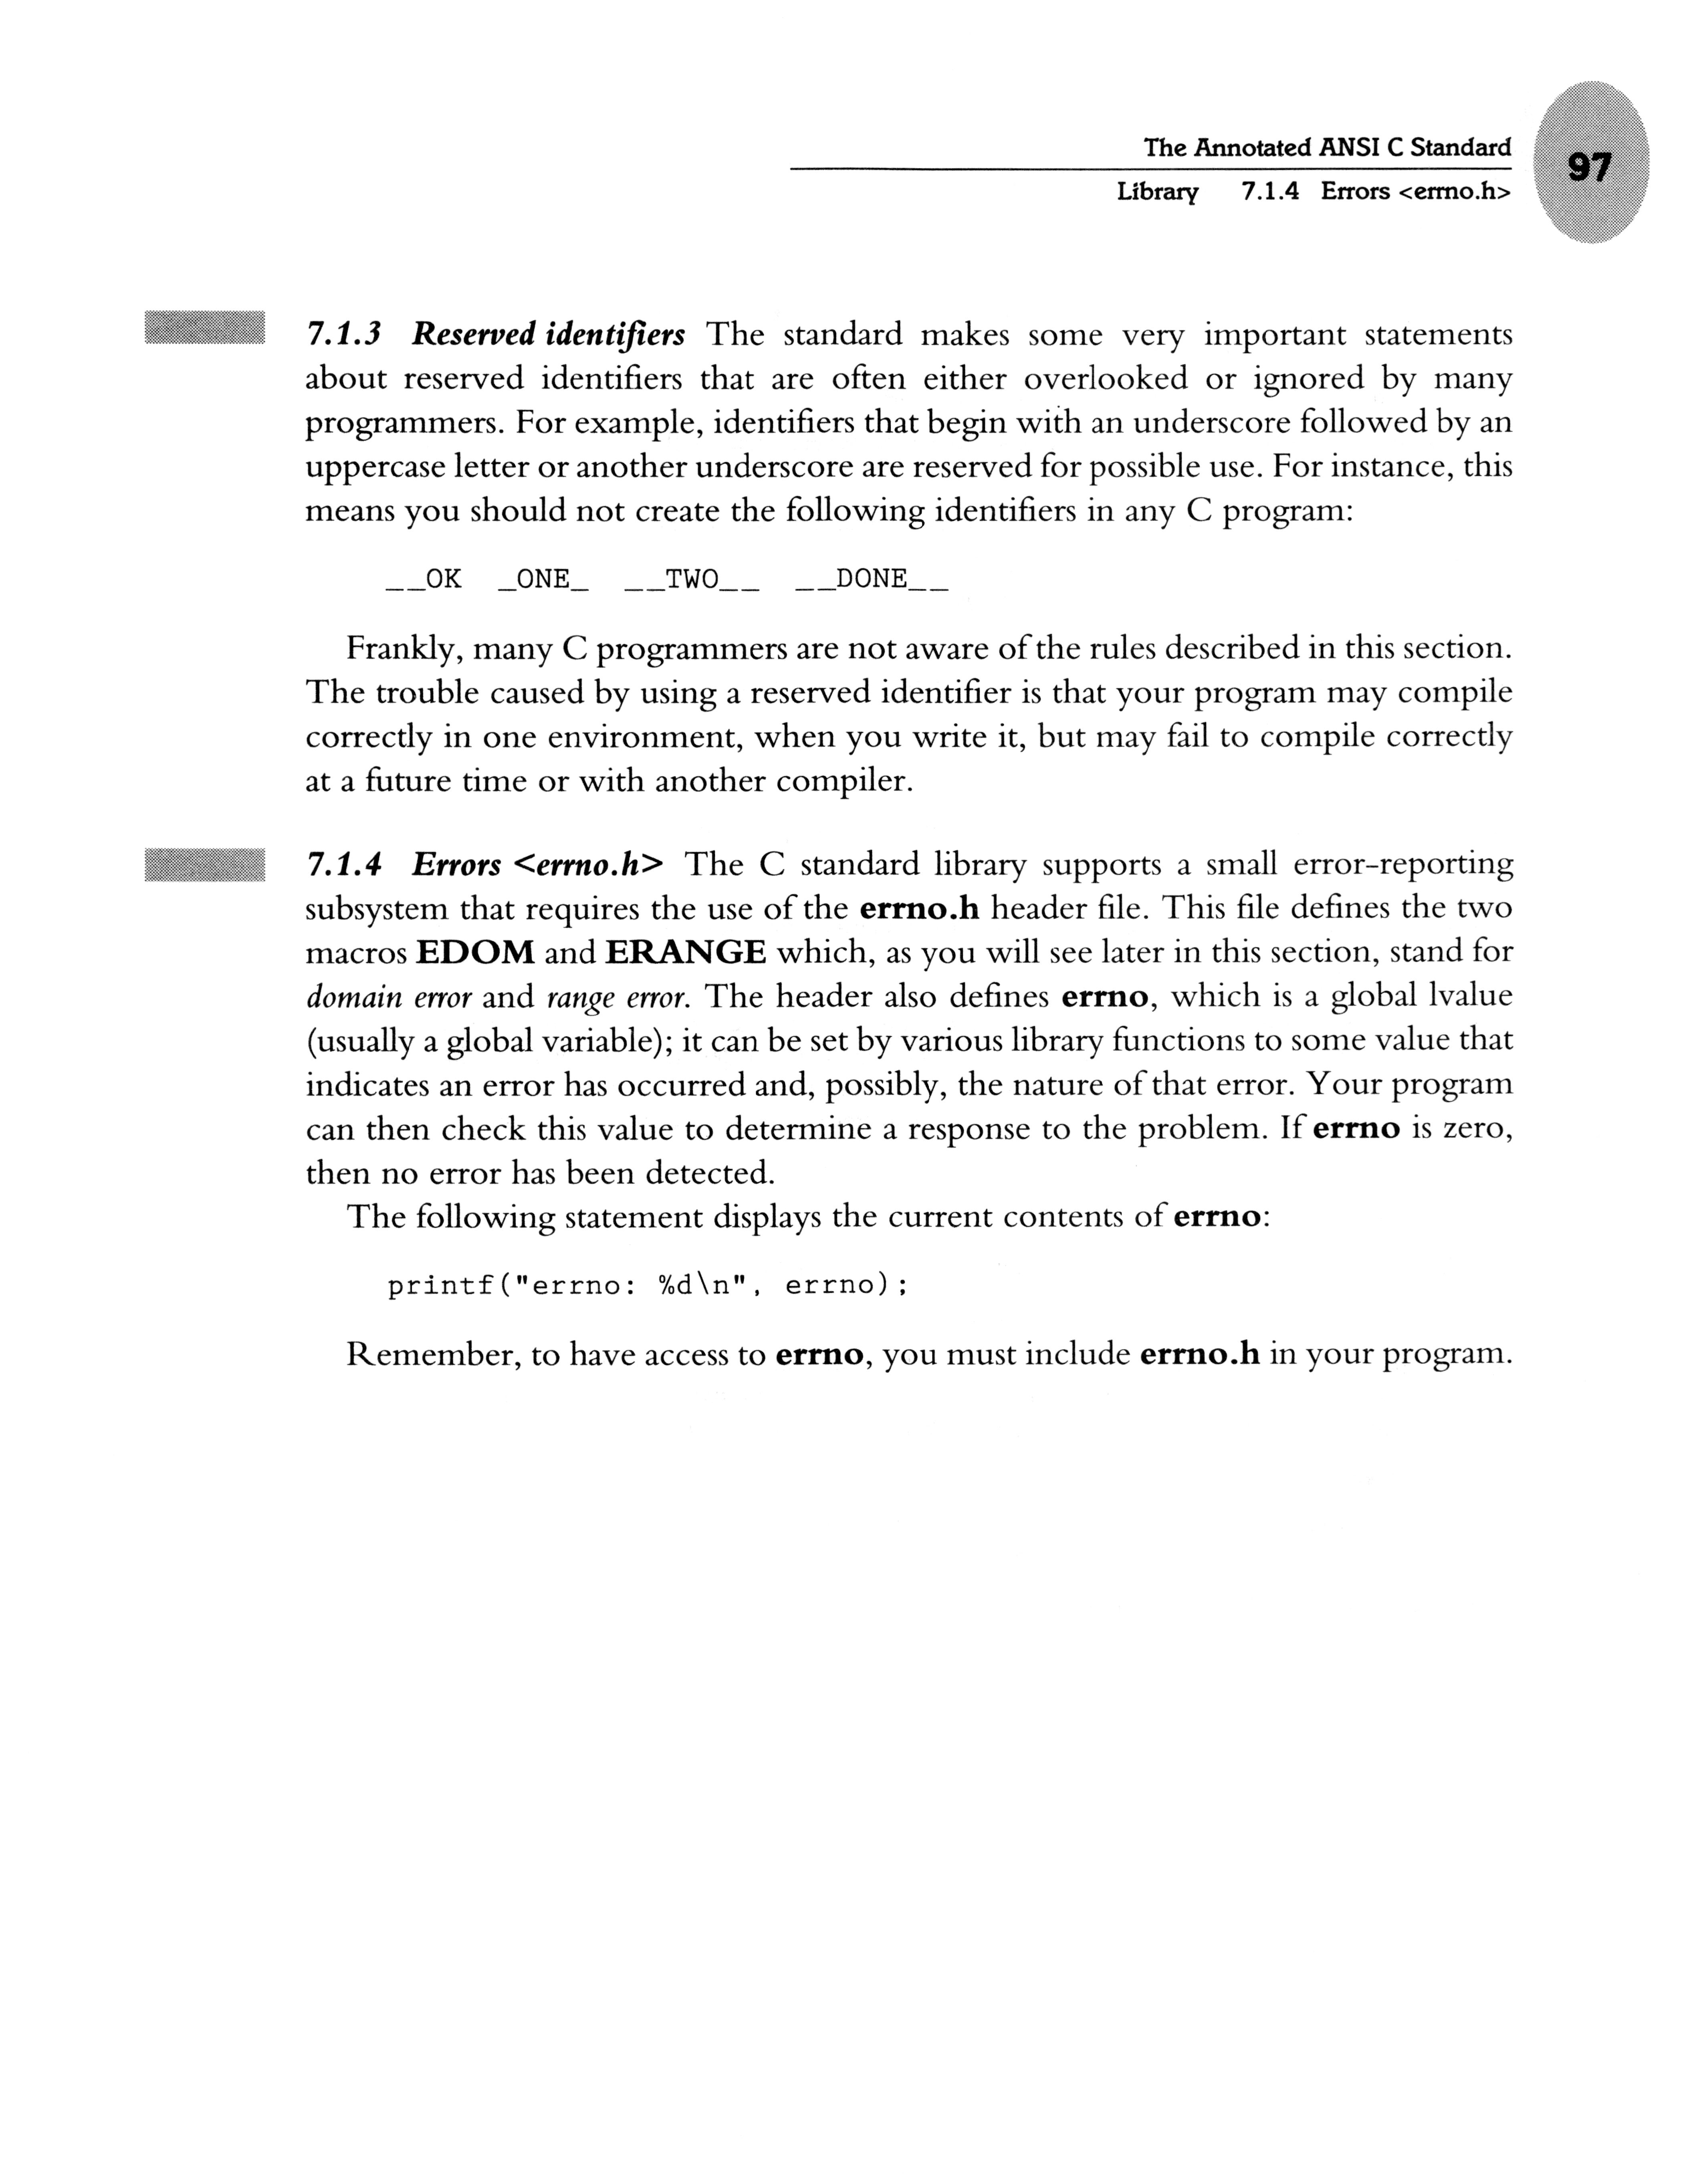 The Annotated ANSI C Standard
97
Library 7.1.4 Errors <errno.h>
7.1.3 Reserved identifiers The standard makes some very important statements
about reserved identifiers that are often either overlooked or ignored by many
programmers. For example, identifiers that begin with an underscore followed by an
uppercase letter or another underscore are reserved for possible use. For instance, this
means you should not create the following identifiers in any C program:
__OK _ONE_ __TWO__ __DONE__
Frankly, many C programmers are not aware of the rules described in this section.
The trouble caused by using a reserved identifier is that your program may compile
correctly in one environment, when you write it, but may fail to compile correctly
at a future time or with another compiler.
7.1.4 Errors <errno.h> The C standard library supports a small error-reporting
subsystem that requires the use of the errno.h header file. This file defines the two
macros EDOM and ERANGE which, as you will see later in this section, stand for
domain error and range error. The header also defines errno, which is a global lvalue
(usually a global variable); it can be set by various library functions to some value that
indicates an error has occurred and, possibly, the nature of that error. Your program
can then check this value to determine a response to the problem. If errno is zero,
then no error has been detected.
The following statement displays the current contents of errno:
printf("errno: %d\n", errno);
Remember, to have access to errno, you must include errno.h in your program.